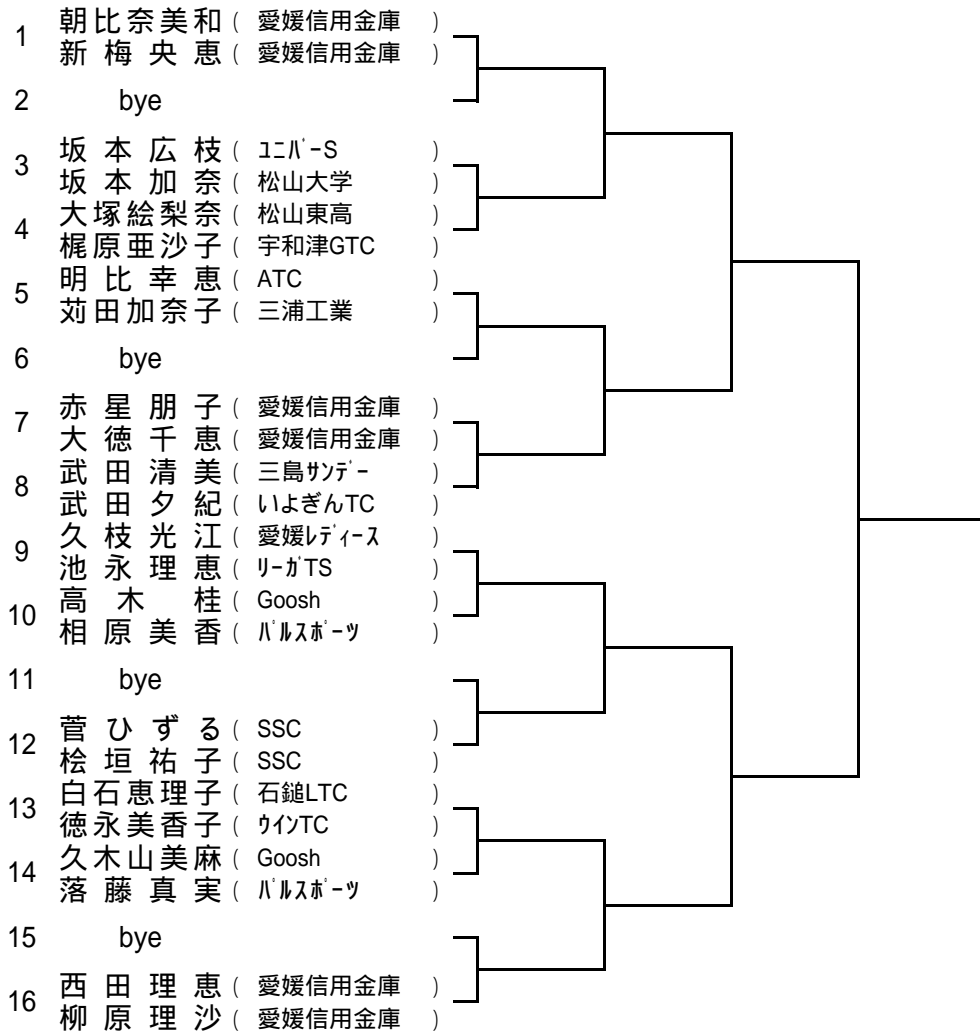 1 朝比奈美和 ( 愛媛信用金庫 )
新梅央恵 ( 愛媛信用金庫 )
2 bye
3 坂本広枝 ( ﾕﾆﾊﾞｰS )
坂本加奈 ( 松山大学 )
4 大塚絵梨奈 ( 松山東高 )
梶原亜沙子 ( 宇和津GTC )
5 明比幸恵 ( ATC )
苅田加奈子 ( 三浦工業 )
6 bye
7 赤星朋子 ( 愛媛信用金庫 )
大徳千恵 ( 愛媛信用金庫 )
8 武田清美 ( 三島ｻﾝﾃﾞｰ )
武田夕紀 ( いよぎんTC )
9 久枝光江 ( 愛媛ﾚﾃﾞｨｰｽ )
池永理恵 ( ﾘｰｶﾞTS )
10 高木桂 ( Goosh )
相原美香 ( ﾊﾟﾙｽﾎﾟｰﾂ )
11 bye
12 菅ひずる ( SSC )
桧垣祐子 ( SSC )
13 白石恵理子 ( 石鎚LTC )
徳永美香子 ( ｳｲﾝTC )
14 久木山美麻 ( Goosh )
落藤真実 ( ﾊﾟﾙｽﾎﾟｰﾂ )
15 bye
16 西田理恵 ( 愛媛信用金庫 )
柳原理沙 ( 愛媛信用金庫 )